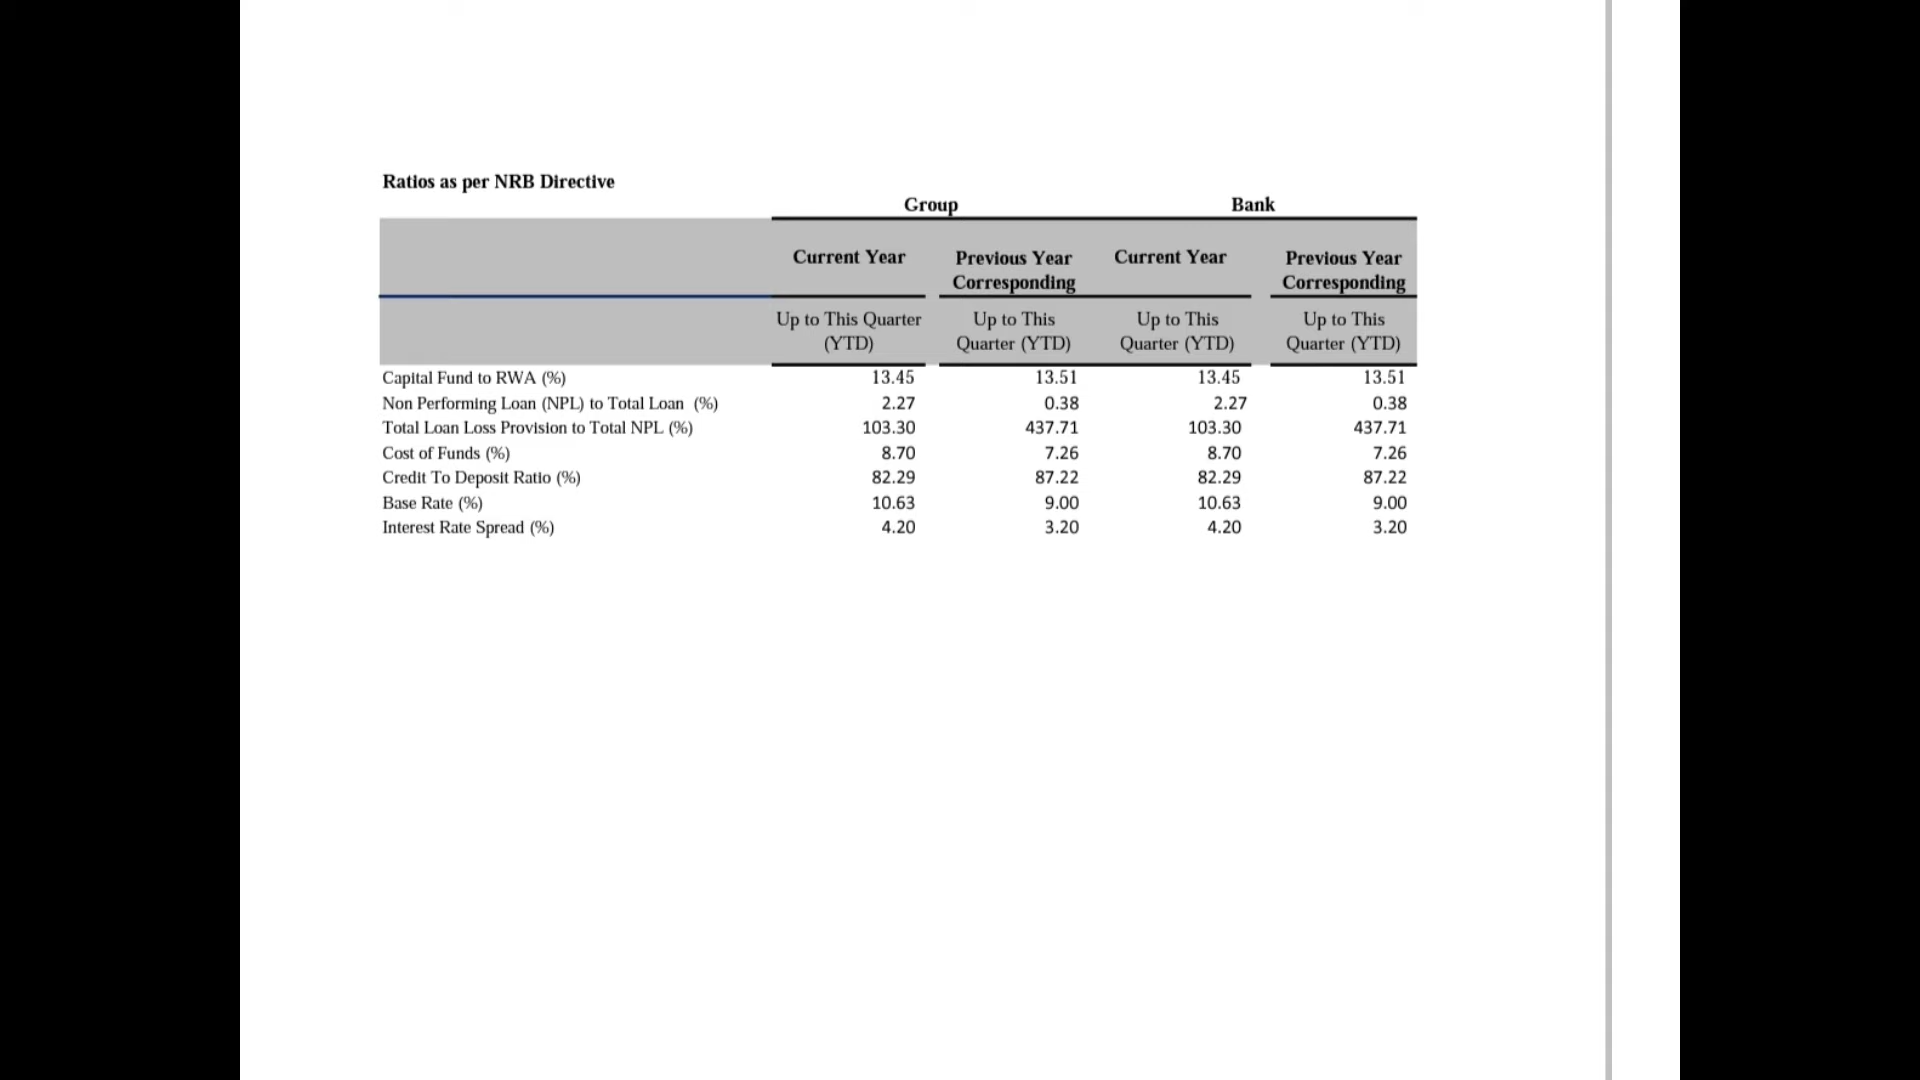 Ratios as per NRB Directive
Group Bank
Current Year Previous Year Corresponding Current Year Previous Year Corresponding
Up to This Quarter (YTD) Up to This Quarter (YTD) Up to This Quarter (YTD) Up to This Quarter (YTD)
Capital Fund to RWA (%) 13.45 13.51 13.45 13.51
Non Performing Loan (NPL) to Total Loan (%) 2.27 0.38 2.27 0.38
Total Loan Loss Provision to Total NPL (%) 103.30 437.71 103.30 437.71
Cost of Funds (%) 8.70 7.26 8.70 7.26
Credit To Deposit Ratio (%) 82.29 87.22 82.29 87.22
Base Rate (%) 10.63 9.00 10.63 9.00
Interest Rate Spread (%) 4.20 3.20 4.20 3.20